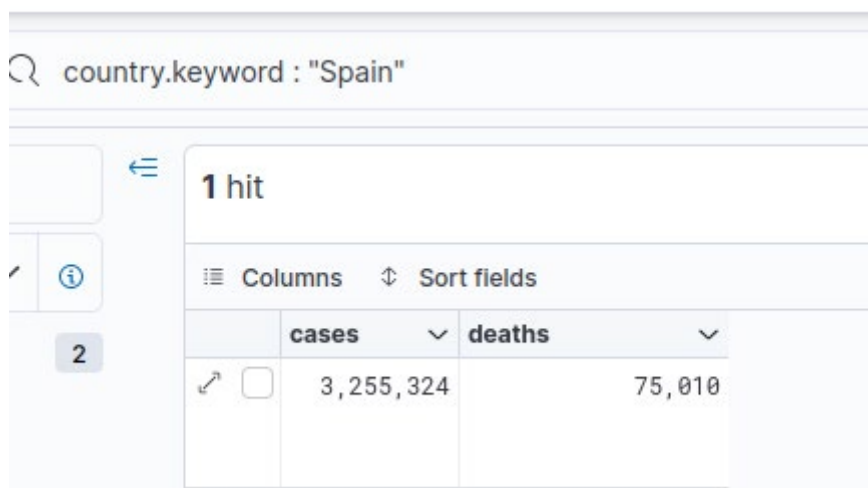 country.keyword : "Spain"
1 hit
Columns Sort fields
cases deaths
2
3,255,324 75,010